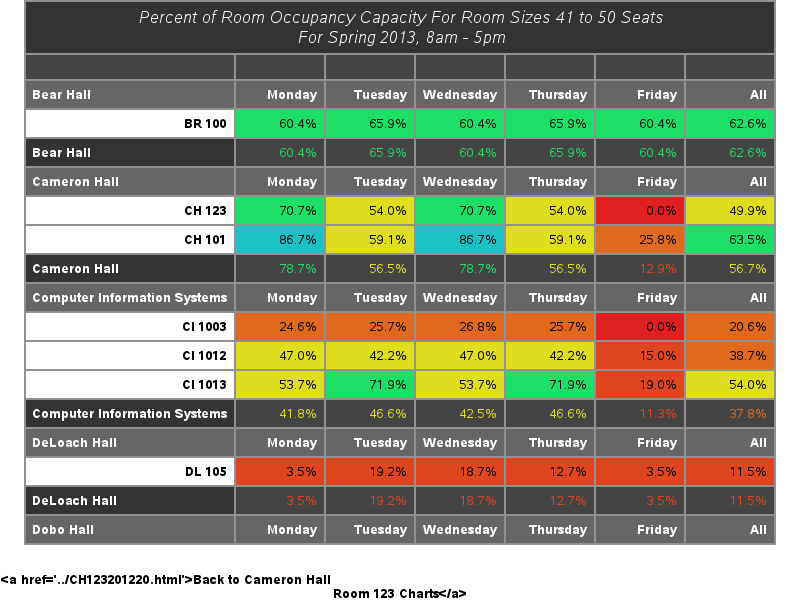 Percent of Room Occupancy Capacity For Room Sizes 41 to 50 Seats
For Spring 2013, 8am - 5pm
Bear Hall Monday Tuesday Wednesday Thursday Friday All
BR 100 60.4% 65.9% 60.4% 65.9% 60.4% 62.6%
Bear Hall 60.4% 65.9% 60.4% 65.9% 60.4% 62.6%
Cameron Hall Monday Tuesday Wednesday Thursday Friday All
CH 123 70.7% 54.0% 70.7% 54.0% 0.0% 49.9%
CH 101 86.7% 59.1% 86.7% 59.1% 25.8% 63.5%
Cameron Hall 78.7% 56.5% 78.7% 56.5% 12.9% 56.7%
Computer Information Systems Monday Tuesday Wednesday Thursday Friday All
CI 1003 24.6% 25.7% 26.8% 25.7% 0.0% 20.6%
CI 1012 47.0% 42.2% 47.0% 42.2% 15.0% 38.7%
CI 1013 53.7% 71.9% 53.7% 71.9% 19.0% 54.0%
Computer Information Systems 41.8% 46.6% 42.5% 46.6% 11.3% 37.8%
DeLoach Hall Monday Tuesday Wednesday Thursday Friday All
DL 105 3.5% 19.2% 18.7% 12.7% 3.5% 11.5%
DeLoach Hall 3.5% 19.2% 18.7% 12.7% 3.5% 11.5%
Dobo Hall Monday Tuesday Wednesday Thursday Friday All
<a href='../CH123201220.html'>Back to Cameron Hall
Room 123 Charts</a>